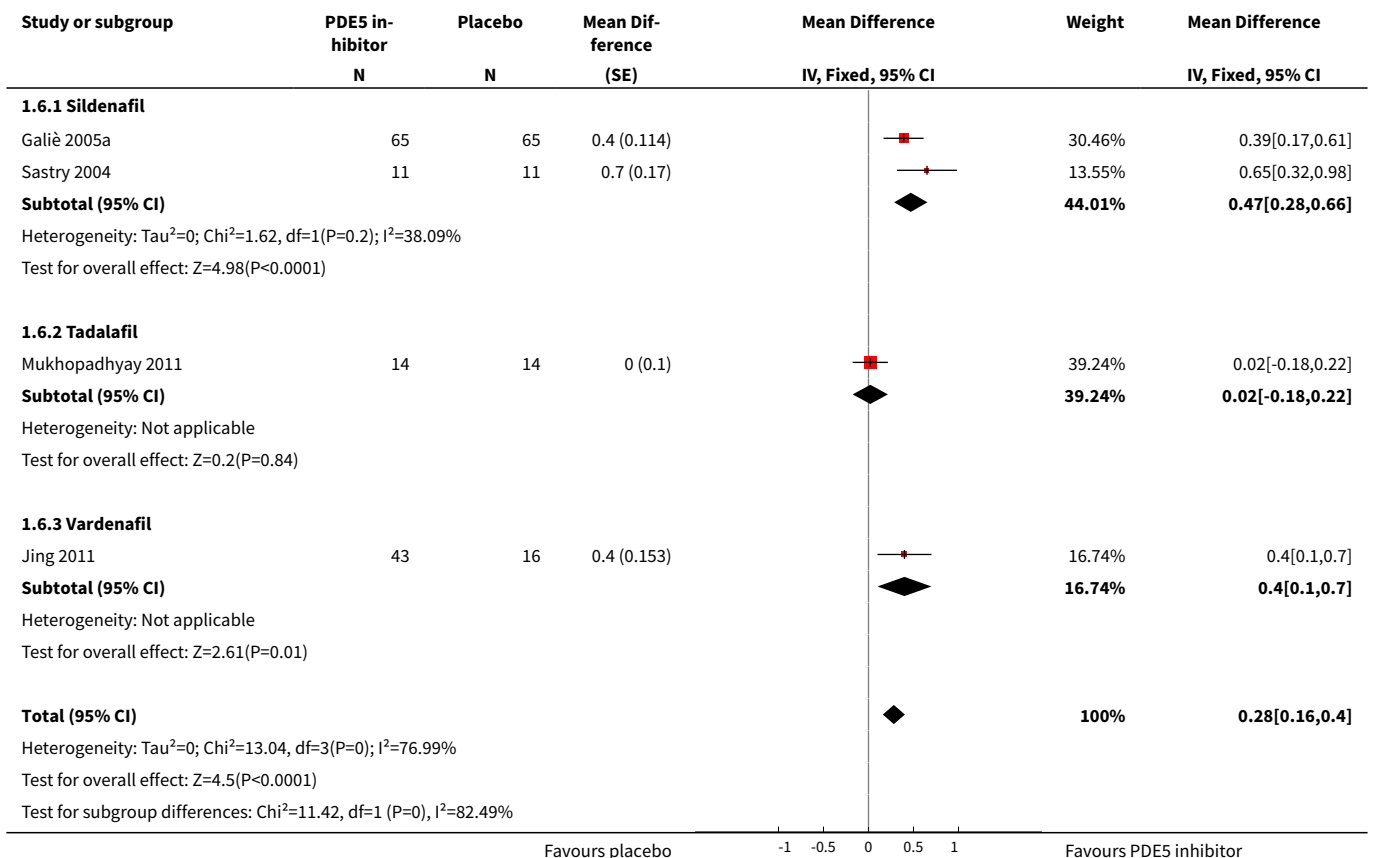 Study or subgroup PDE5 in- Placebo Mean Dif- Mean Difference Weight Mean Difference
hibitor ference
N N (SE) IV, Fixed, 95% CI IV, Fixed, 95% CI
1.6.1 Sildenafil
Galiè 2005a 65 65 0.4 (0.114) 30.46% 0.39[0.17,0.61]
Sastry 2004 11 11 0.7 (0.17) 13.55% 0.65[0.32,0.98]
Subtotal (95% CI) 44.01% 0.47[0.28,0.66]
Heterogeneity: Tau²=0; Chi²=1.62, df=1(P=0.2); I²=38.09%
Test for overall effect: Z=4.98(P<0.0001)
1.6.2 Tadalafil
Mukhopadhyay 2011 14 14 0 (0.1) 39.24% 0.02[-0.18,0.22]
Subtotal (95% CI) 39.24% 0.02[-0.18,0.22]
Heterogeneity: Not applicable
Test for overall effect: Z=0.2(P=0.84)
1.6.3 Vardenafil
Jing 2011 43 16 0.4 (0.153) 16.74% 0.4[0.1,0.7]
Subtotal (95% CI) 16.74% 0.4[0.1,0.7]
Heterogeneity: Not applicable
Test for overall effect: Z=2.61(P=0.01)
Total (95% CI) 100% 0.28[0.16,0.4]
Heterogeneity: Tau²=0; Chi²=13.04, df=3(P=0); I²=76.99%
Test for overall effect: Z=4.5(P<0.0001)
Test for subgroup differences: Chi²=11.42, df=1 (P=0), I²=82.49%
Favours placebo -1 -0.5 0 0.5 1 Favours PDE5 inhibitor